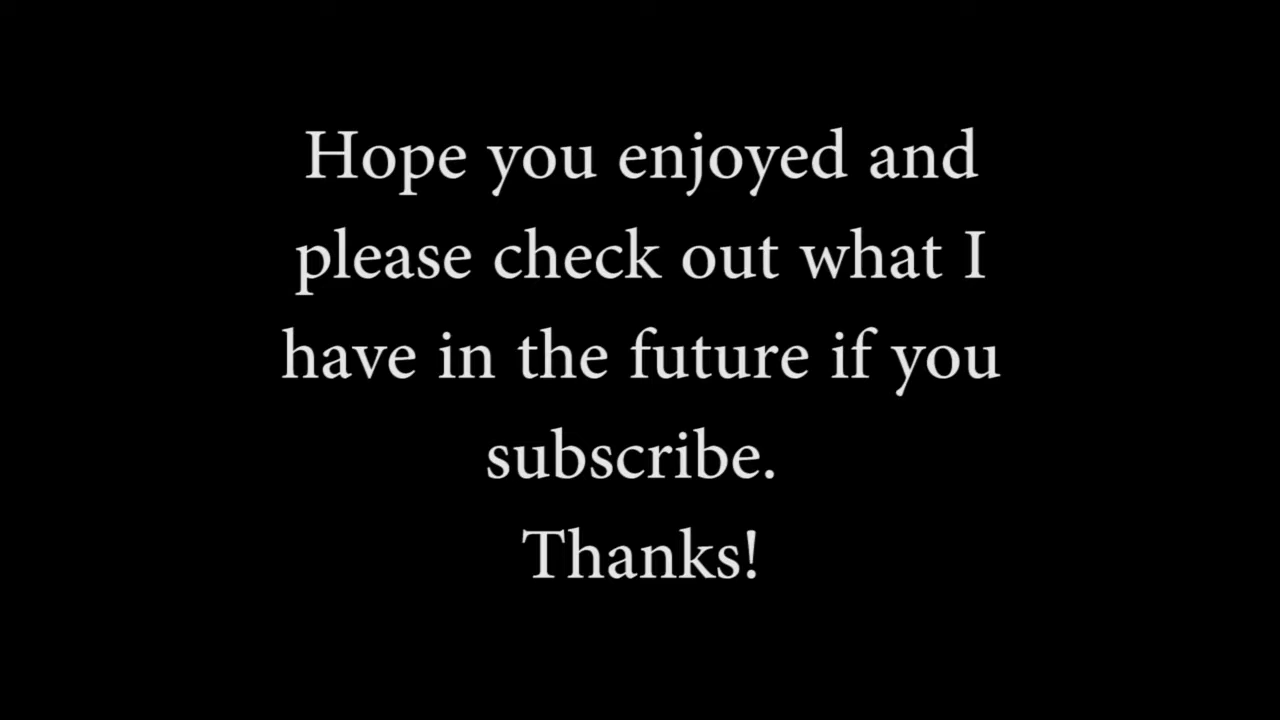 Hope you enjoyed and
please check out what I
have in the future if you
subscribe.
Thanks!